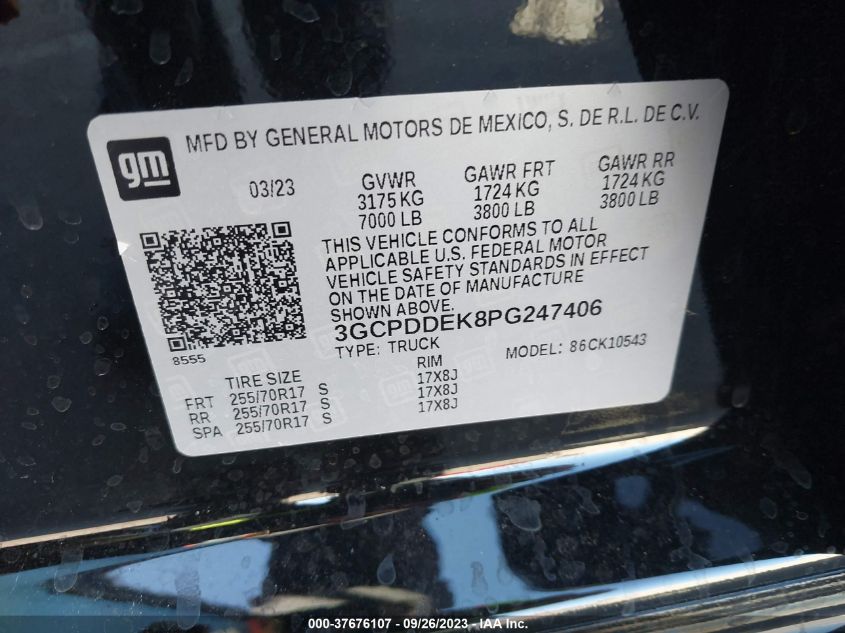 MFD BY GENERAL MOTORS DE MEXICO, S. DE R.L. DE C.V.
gm
03/23
GVWR GAWR FRT GAWR RR
3175 KG 1724 KG 1724 KG
7000 LB 3800 LB 3800 LB
THIS VEHICLE CONFORMS TO ALL
APPLICABLE U.S. FEDERAL MOTOR
VEHICLE SAFETY STANDARDS IN EFFECT
ON THE DATE OF MANUFACTURE
SHOWN ABOVE.
3GCPDDEK8PG247406
8555
TYPE: TRUCK MODEL: 86CK10543
TIRE SIZE RIM
FRT 255/70R17 S 17X8J
RR 255/70R17 S 17X8J
SPA 255/70R17 S 17X8J
000-37676107 - 09/26/2023 - IAA Inc.